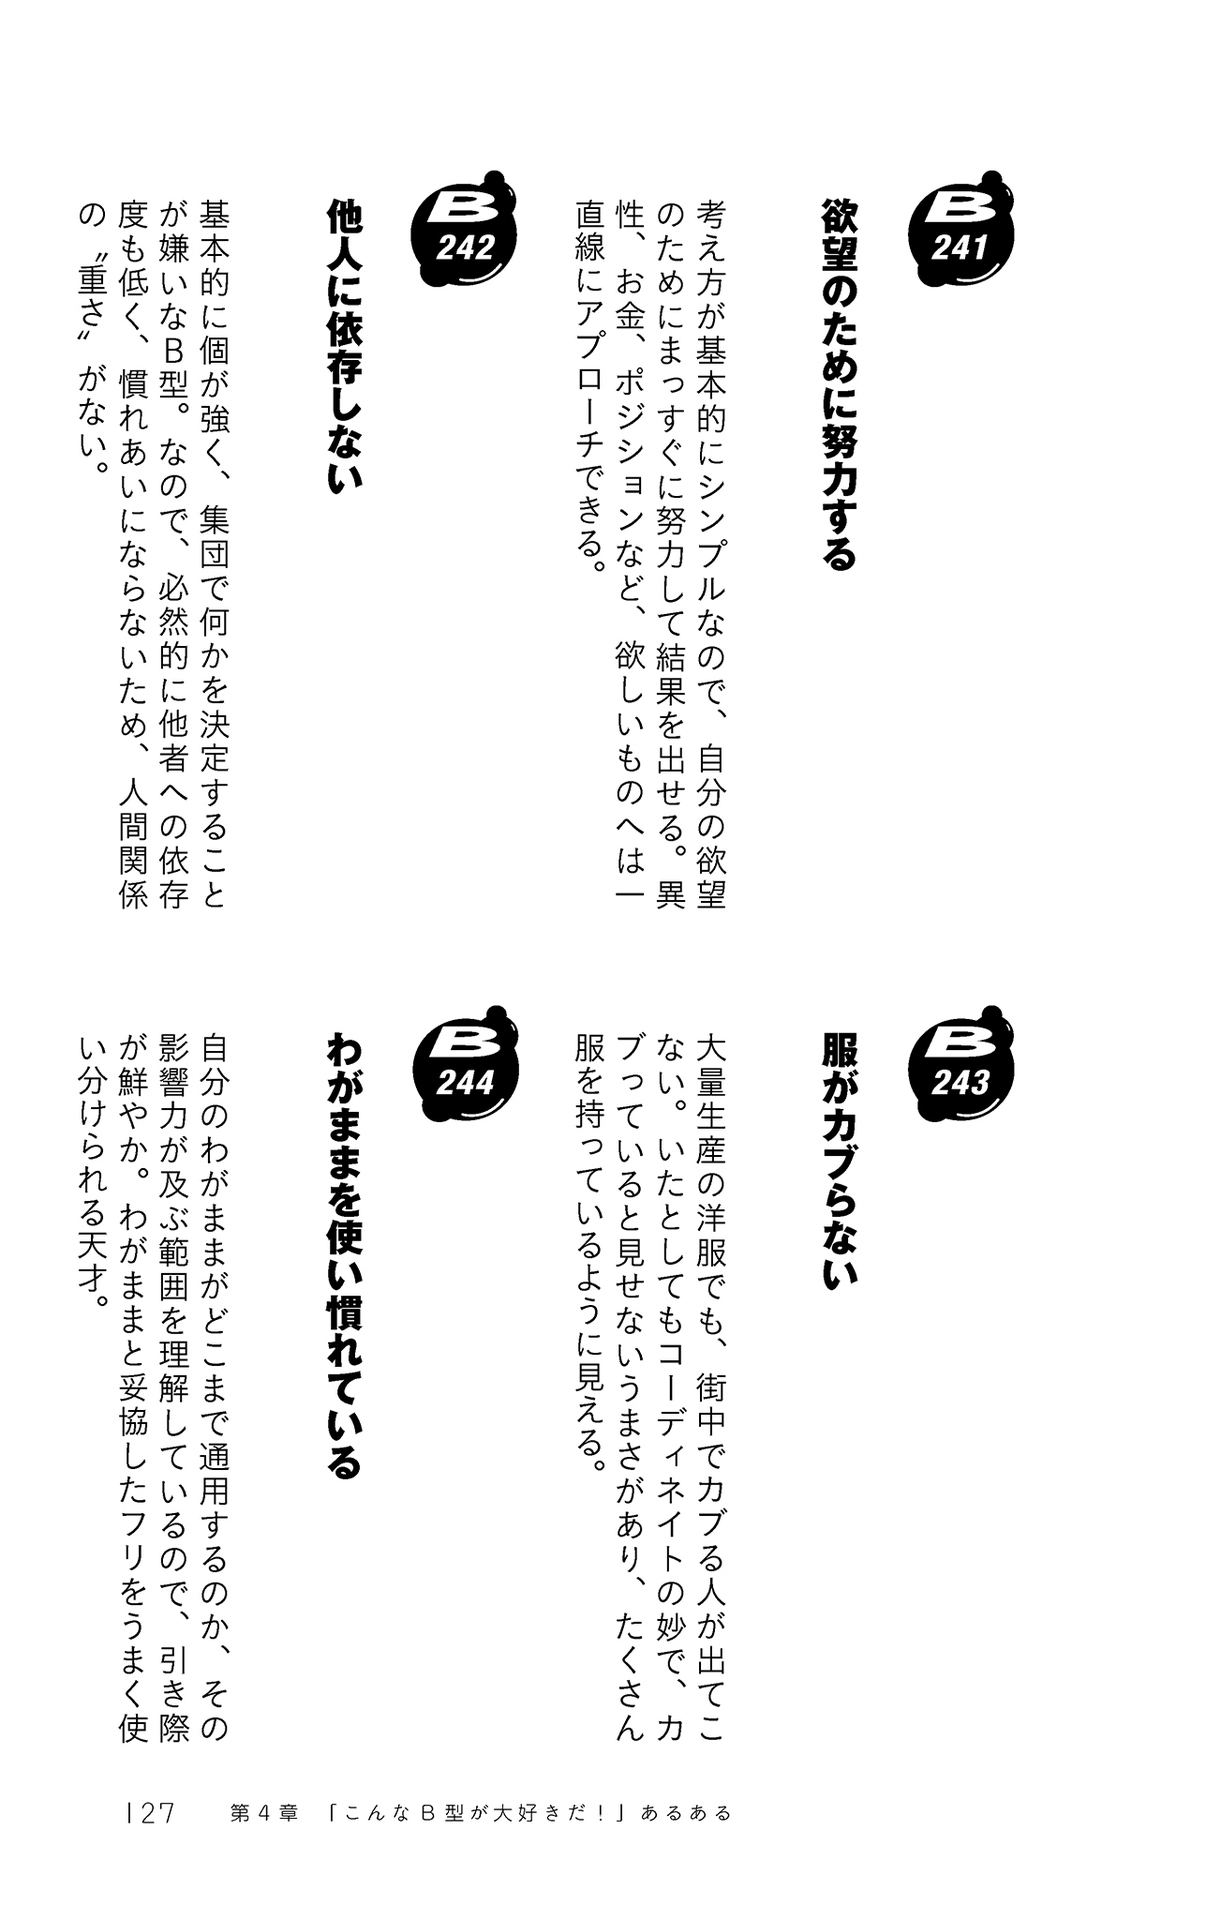 B
241
欲望のために努力する
考え方が基本的にシンプルなので、自分の欲望
のためにまっすぐに努力して結果を出せる。異
性、お金、ポジションなど、欲しいものへは一
直線にアプローチできる。
B
242
他人に依存しない
基本的に個が強く、集団で何かを決定すること
が嫌いなB型。なので、必然的に他者への依存
度も低く、慣れあいにならないため、人間関係
の〝重さ〟がない。
B
243
服がカブらない
大量生産の洋服でも、街中でカブる人が出てこ
ない。いたとしてもコーディネイトの妙で、カ
ブっていると見せないうまさがあり、たくさん
服を持っているように見える。
B
244
わがままを使い慣れている
自分のわがままがどこまで通用するのか、その
影響力が及ぶ範囲を理解しているので、引き際
が鮮やか。わがままと妥協したフリをうまく使
い分けられる天才。
127 第4章 「こんなB型が大好きだ!」あるある